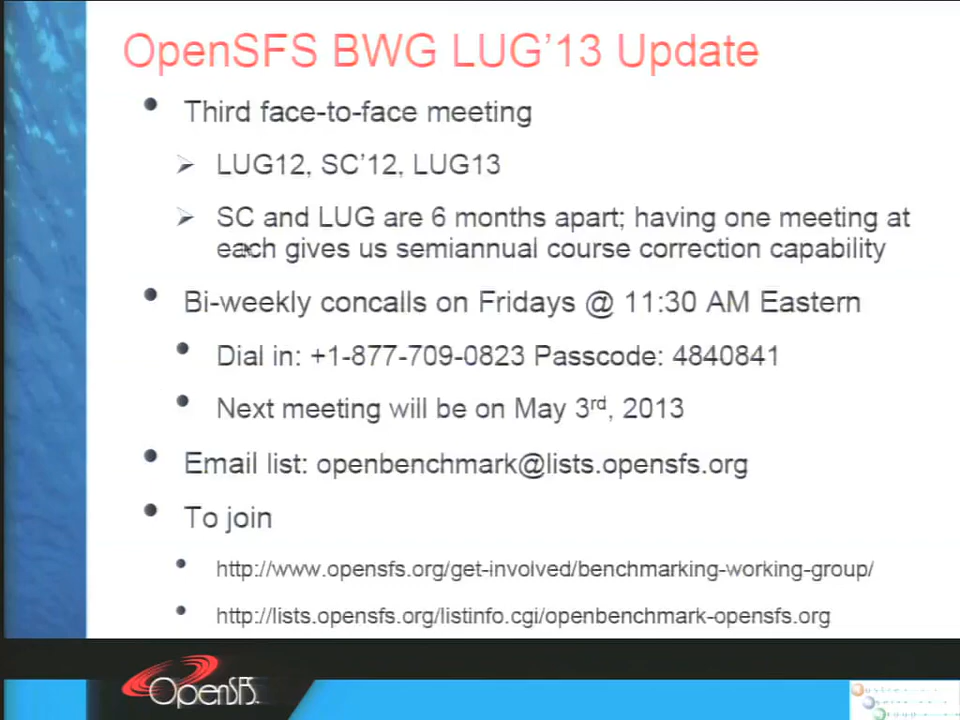 OpenSFS BWG LUG'13 Update
Third face-to-face meeting
LUG12, SC'12, LUG13
SC and LUG are 6 months apart; having one meeting at
each gives us semiannual course correction capability
Bi-weekly concalls on Fridays @ 11:30 AM Eastern
Dial in: +1-877-709-0823 Passcode: 4840841
Next meeting will be on May 3rd, 2013
Email list: openbenchmark@lists.opensfs.org
To join
http://www.opensfs.org/get-involved/benchmarking-working-group/
http://lists.opensfs.org/listinfo.cgi/openbenchmark-opensfs.org
OpenSFS